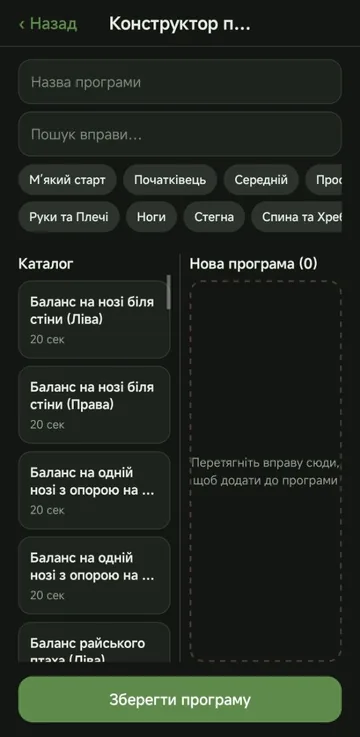 ‹ Назад
Конструктор п...
Назва програми
Пошук вправи...
М'який старт
Початківець
Середній
Прос
Руки та Плечі
Ноги
Стегна
Спина та Хреб
Каталог
Баланс на нозі біля
стіни (Ліва)
20 сек
Баланс на нозі біля
стіни (Права)
20 сек
Баланс на одній
нозі з опорою на ...
20 сек
Баланс на одній
нозі з опорою на ...
20 сек
Баланс райського
птаха (Ліва)
Нова програма (0)
Перетягніть вправу сюди,
щоб додати до програми
Зберегти програму